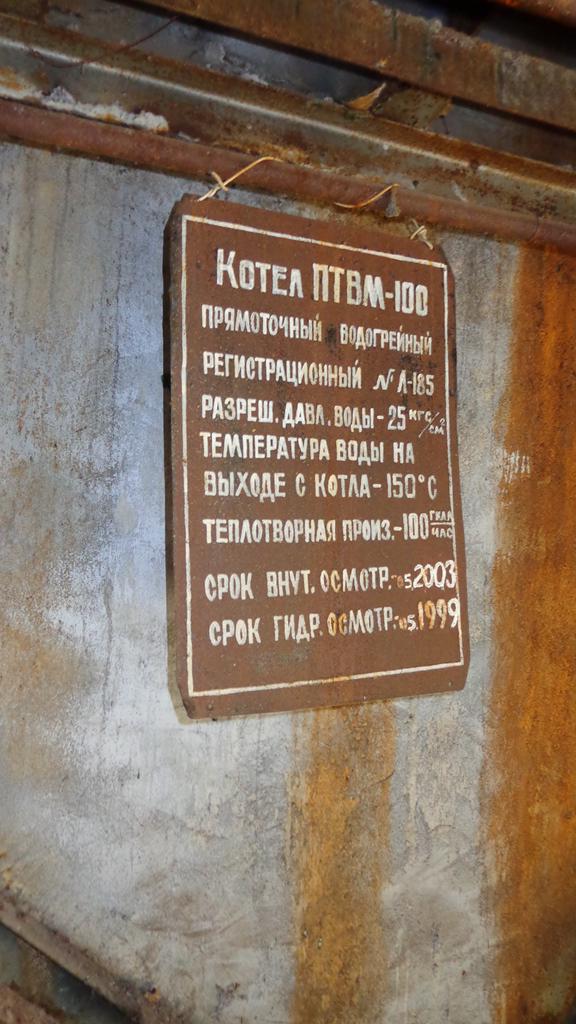 Котел ПТВМ-100
ПРЯМОТОЧНЫЙ ВОДОГРЕЙНЫЙ
РЕГИСТРАЦИОННЫЙ N Л-185
РАЗРЕШ. ДАВЛ. ВОДЫ - 25 кгс/см²
ТЕМПЕРАТУРА ВОДЫ НА
ВЫХОДЕ С КОТЛА - 150°С
ТЕПЛОТВОРНАЯ ПРОИЗ.-100 ГКАЛ/ЧАС
СРОК ВНУТ. ОСМОТР.-05.2003
СРОК ГИДР. ОСМОТР.-05.1999